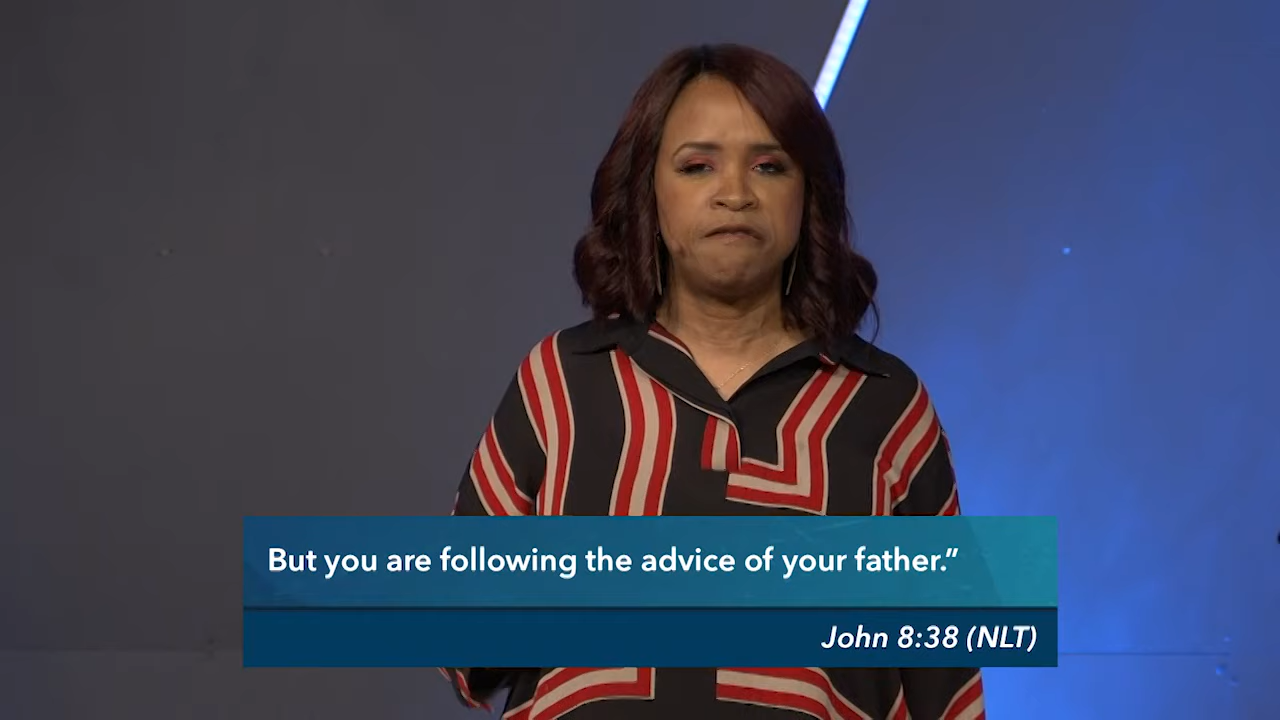 But you are following the advice of your father.”
John 8:38 (NLT)